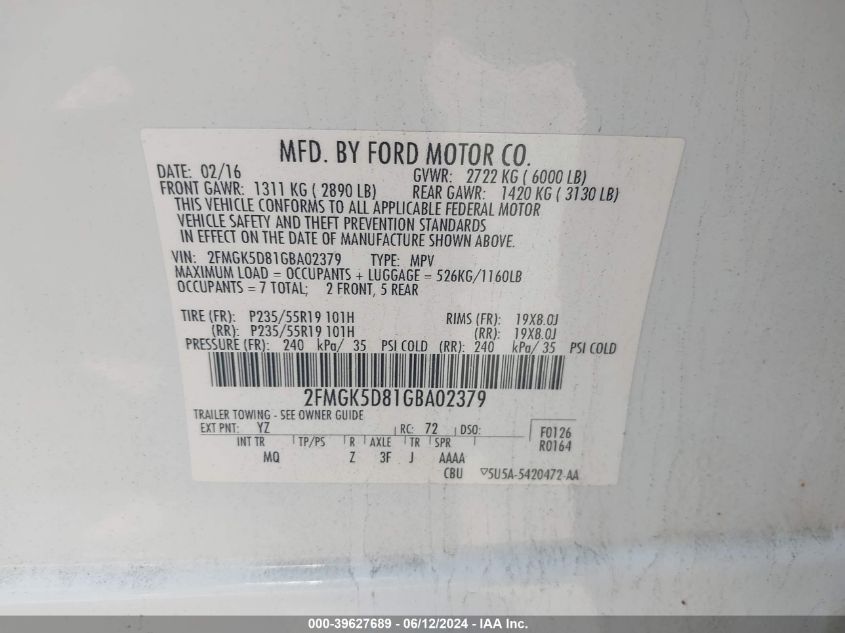 MFD. BY FORD MOTOR CO.
DATE: 02/16 GVWR: 2722 KG ( 6000 LB)
FRONT GAWR: 1311 KG ( 2890 LB) REAR GAWR: 1420 KG ( 3130 LB)
THIS VEHICLE CONFORMS TO ALL APPLICABLE FEDERAL MOTOR
VEHICLE SAFETY AND THEFT PREVENTION STANDARDS
IN EFFECT ON THE DATE OF MANUFACTURE SHOWN ABOVE.
VIN: 2FMGK5D81GBA02379 TYPE: MPV
MAXIMUM LOAD = OCCUPANTS + LUGGAGE = 526KG/1160LB
OCCUPANTS = 7 TOTAL; 2 FRONT, 5 REAR
TIRE (FR): P235/55R19 101H RIMS (FR): 19X8.0J
(RR): P235/55R19 101H (RR): 19X8.0J
PRESSURE (FR): 240 kPa/ 35 PSI COLD (RR): 240 kPa/ 35 PSI COLD
2FMGK5D81GBA02379
TRAILER TOWING - SEE OWNER GUIDE
EXT PNT: YZ RC: 72 DSO: F0126
INT TR TP/PS R AXLE TR SPR R0164
MQ Z 3F J AAAA
CBU 5U5A-5420472-AA
000-39627689 - 06/12/2024 - IAA Inc.